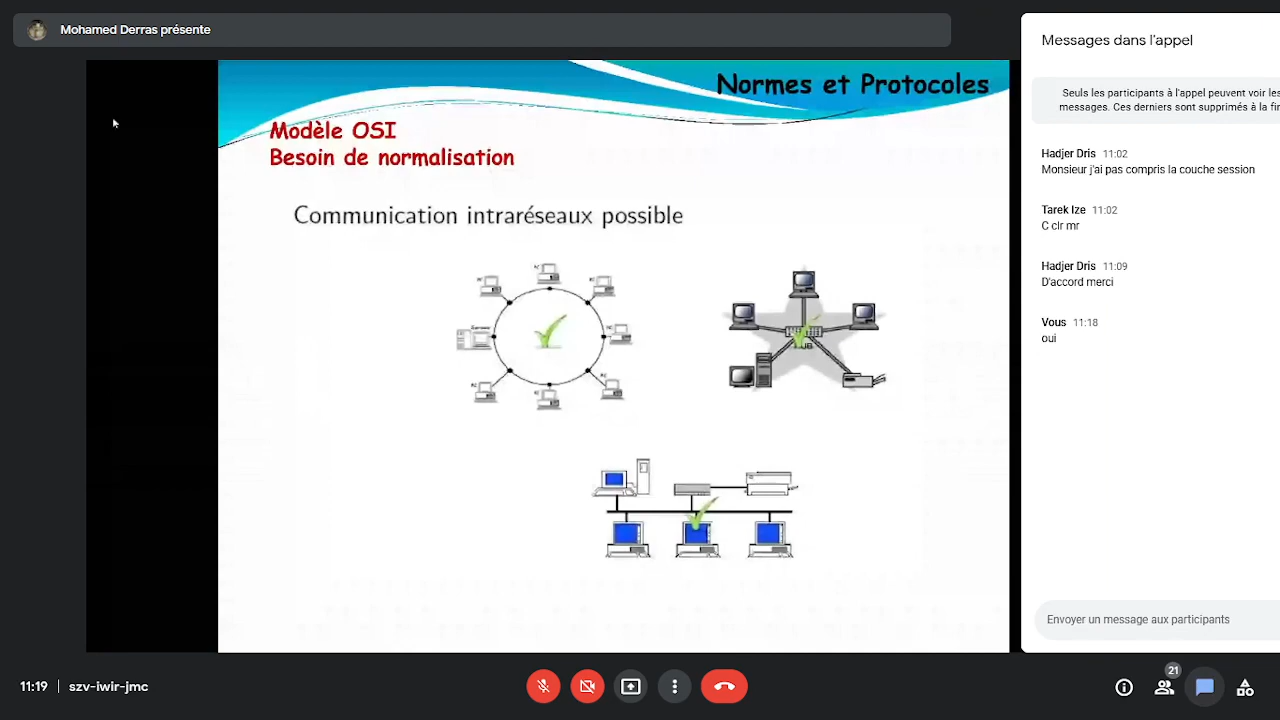 Mohamed Derras présente
Normes et Protocoles
Modèle OSI
Besoin de normalisation
Communication intraréseaux possible
Messages dans l'appel
Seuls les participants à l'appel peuvent voir les
messages. Ces derniers sont supprimés à la fi
Hadjer Dris 11:02
Monsieur j'ai pas compris la couche session
Tarek Ize 11:02
C clr mr
Hadjer Dris 11:09
D'accord merci
Vous 11:18
oui
Envoyer un message aux participants
11:19 | szv-iwir-jmc
21